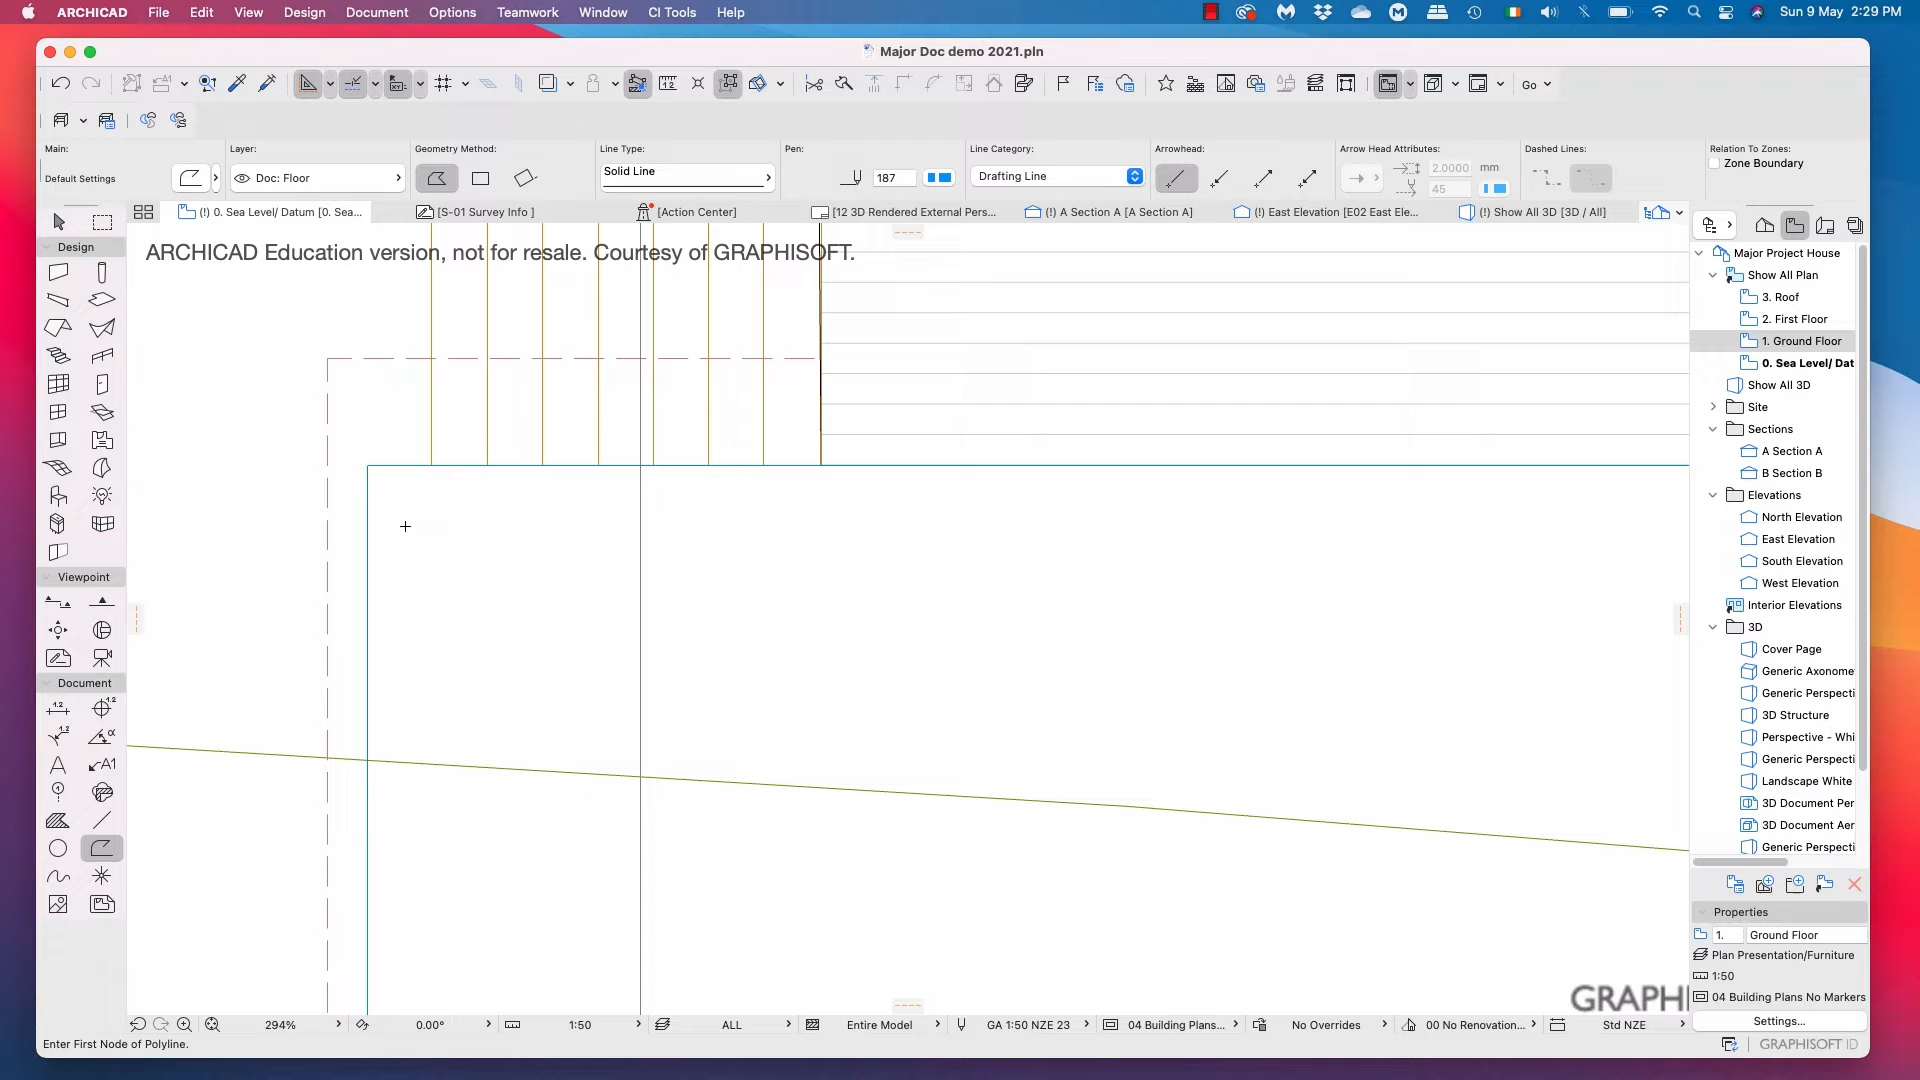 ARCHICAD File Edit View Design Document Options Teamwork Window CI Tools Help Sun 9 May 2:29 PM
Major Doc demo 2021.pln
Go
Main: Layer: Geometry Method: Line Type: Pen: Line Category: Arrowhead: Arrow Head Attributes: Dashed Lines: Relation To Zones:
Default Settings Doc: Floor Solid Line 187 Drafting Line 2.0000 mm 45 Zone Boundary
(!) 0. Sea Level/ Datum [0. Sea... [S-01 Survey Info ] [Action Center] [12 3D Rendered External Pers... (!) A Section A [A Section A] (!) East Elevation [E02 East Ele... (!) Show All 3D [3D / All]
Design
Viewpoint
Document
ARCHICAD Education version, not for resale. Courtesy of GRAPHISOFT.
GRAPHI
Major Project House
Show All Plan
3. Roof
2. First Floor
1. Ground Floor
0. Sea Level/ Dat
Show All 3D
Site
Sections
A Section A
B Section B
Elevations
North Elevation
East Elevation
South Elevation
West Elevation
Interior Elevations
3D
Cover Page
Generic Axonome
Generic Perspecti
3D Structure
Perspective - Whi
Generic Perspecti
Landscape White
3D Document Per
3D Document Aer
Generic Perspecti
Properties
1. Ground Floor
Plan Presentation/Furniture
1:50
04 Building Plans No Markers
Settings...
294% 0.00° 1:50 ALL Entire Model GA 1:50 NZE 23 04 Building Plans... No Overrides 00 No Renovation... Std NZE
Enter First Node of Polyline. GRAPHISOFT ID